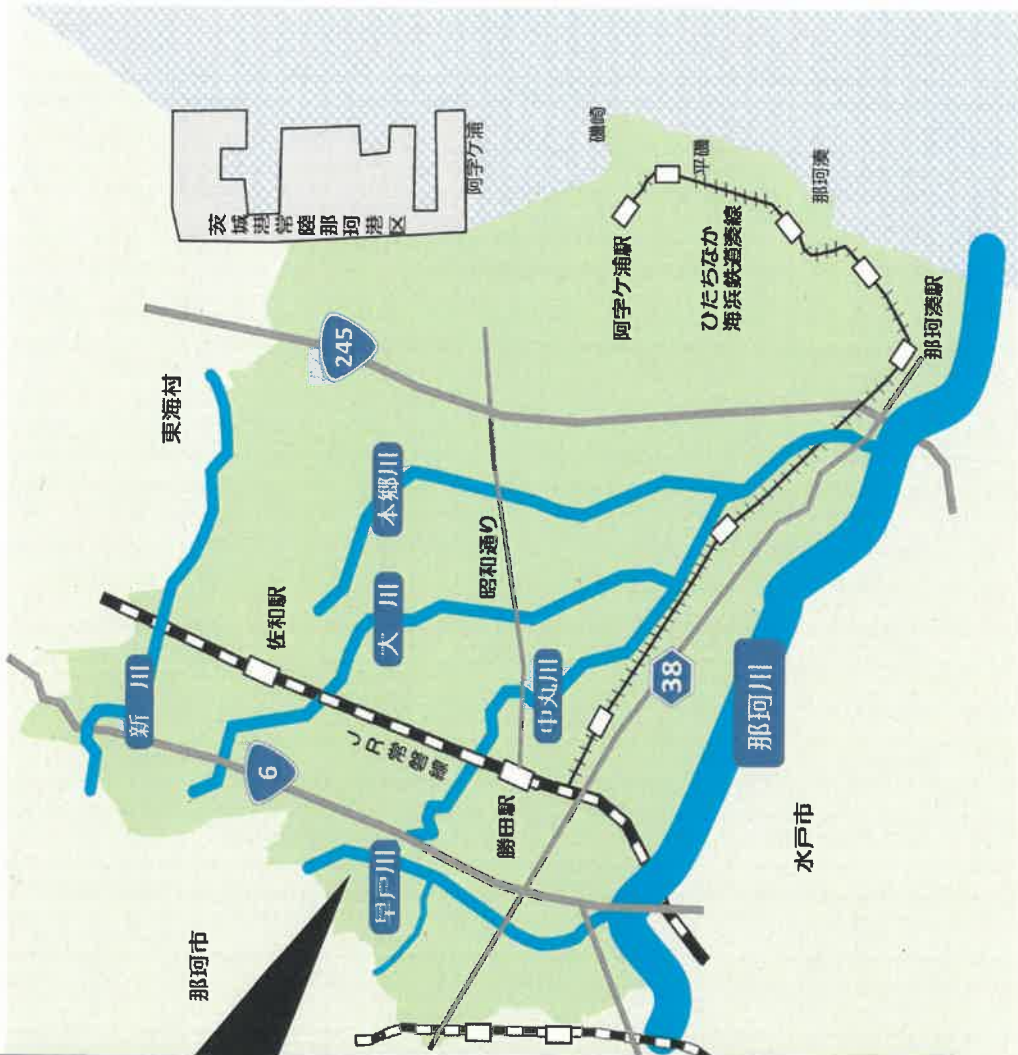 那珂市
東海村
新川
6
佐和駅
大川
本郷川
245
茨城港常陸那珂港区
阿字ケ浦
磯崎
平磯
那珂湊
阿字ケ浦駅
ひたちなか
海浜鉄道湊線
昭和通り
JR常磐線
早戸川
勝田駅
中丸川
38
那珂湊駅
那珂川
水戸市